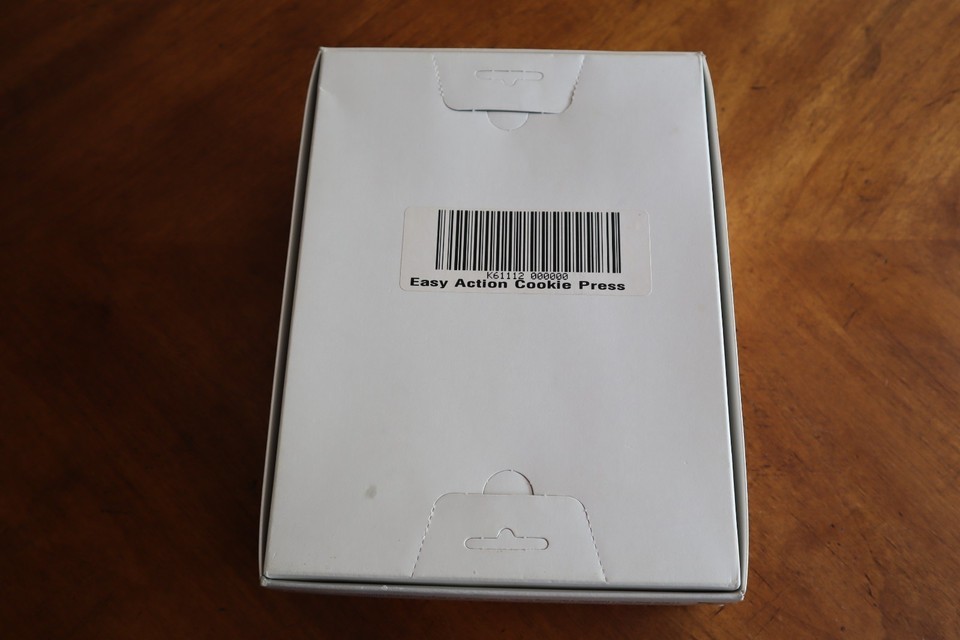 K61112 000000
Easy Action Cookie Press